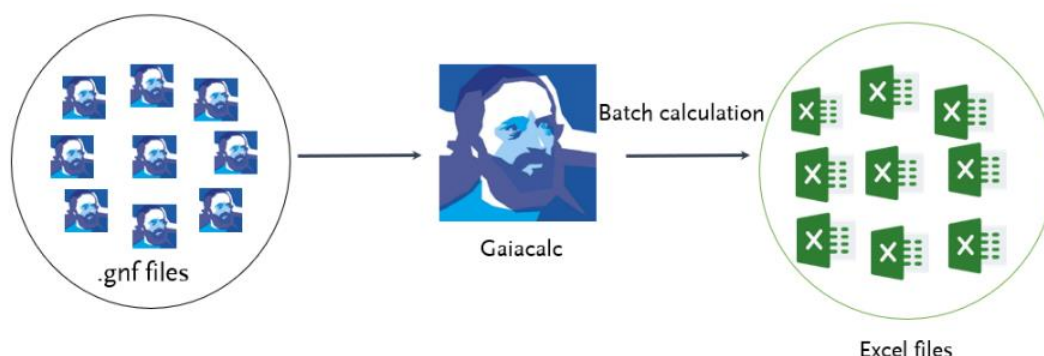 .gnf files
Gaiacalc
Batch calculation
Excel files